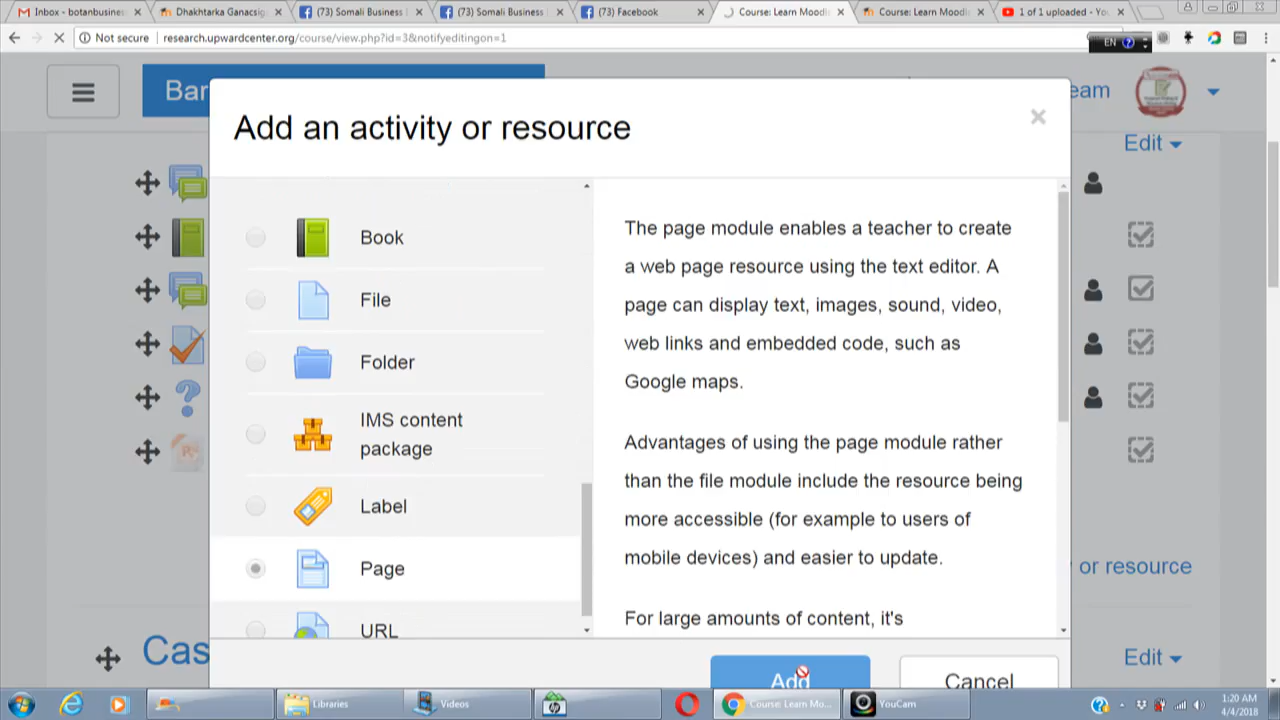 Inbox - botanbusines
Dhakhtarka Ganacsig
(73) Somali Business
(73) Somali Business
(73) Facebook
Course: Learn Moodl
Course: Learn Moodl
1 of 1 uploaded - You
Not secure | research.upwardcenter.org/course/view.php?id=3&notifyeditingon=1
EN
Bar
eam
Add an activity or resource
×
Edit
Book
File
Folder
IMS content
package
Label
Page
URL
The page module enables a teacher to create
a web page resource using the text editor. A
page can display text, images, sound, video,
web links and embedded code, such as
Google maps.
Advantages of using the page module rather
than the file module include the resource being
more accessible (for example to users of
mobile devices) and easier to update.
For large amounts of content, it's
or resource
Cas
Edit
Add
Cancel
Libraries
Videos
Course: Learn Mo...
YouCam
1:20 AM
4/4/2018